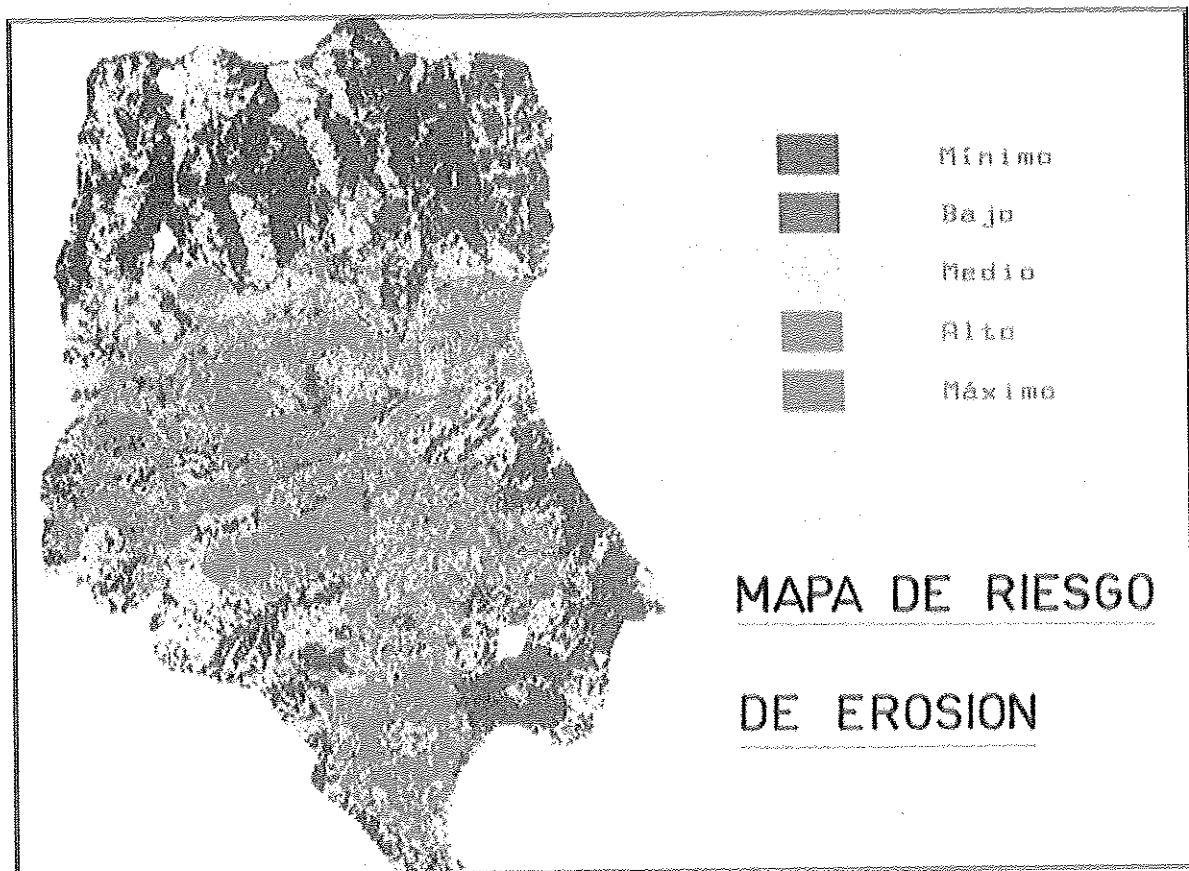 Mínimo
Bajo
Medio
Alto
Máximo
MAPA DE RIESGO
DE EROSION